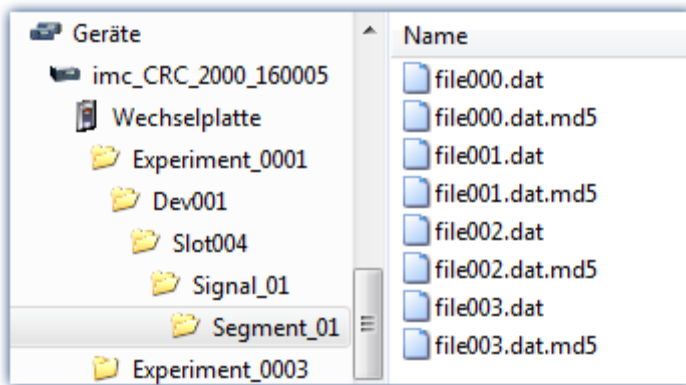 Geräte
imc_CRC_2000_160005
Wechselplatte
Experiment_0001
Dev001
Slot004
Signal_01
Segment_01
Experiment_0003
Name
file000.dat
file000.dat.md5
file001.dat
file001.dat.md5
file002.dat
file002.dat.md5
file003.dat
file003.dat.md5